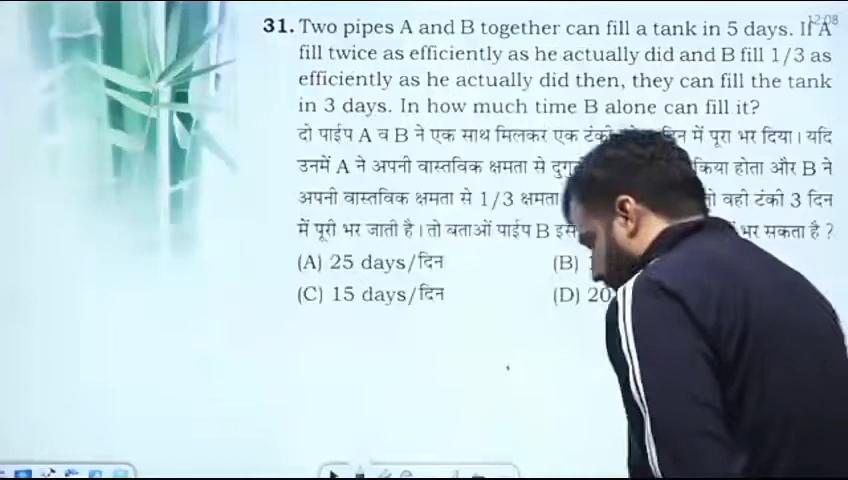 12:08
31. Two pipes A and B together can fill a tank in 5 days. If A
fill twice as efficiently as he actually did and B fill 1/3 as
efficiently as he actually did then, they can fill the tank
in 3 days. In how much time B alone can fill it?
दो पाईप A व B ने एक साथ मिलकर एक टंकी दिन में पूरा भर दिया। यदि
उनमें A ने अपनी वास्तविक क्षमता से किया होता और B ने
अपनी वास्तविक क्षमता से 1/3 क्षमता वही टंकी 3 दिन
में पूरी भर जाती है। तो बताओं पाईप B भर सकता है?
(A) 25 days/दिन
(B)
(C) 15 days/दिन
(D) 20